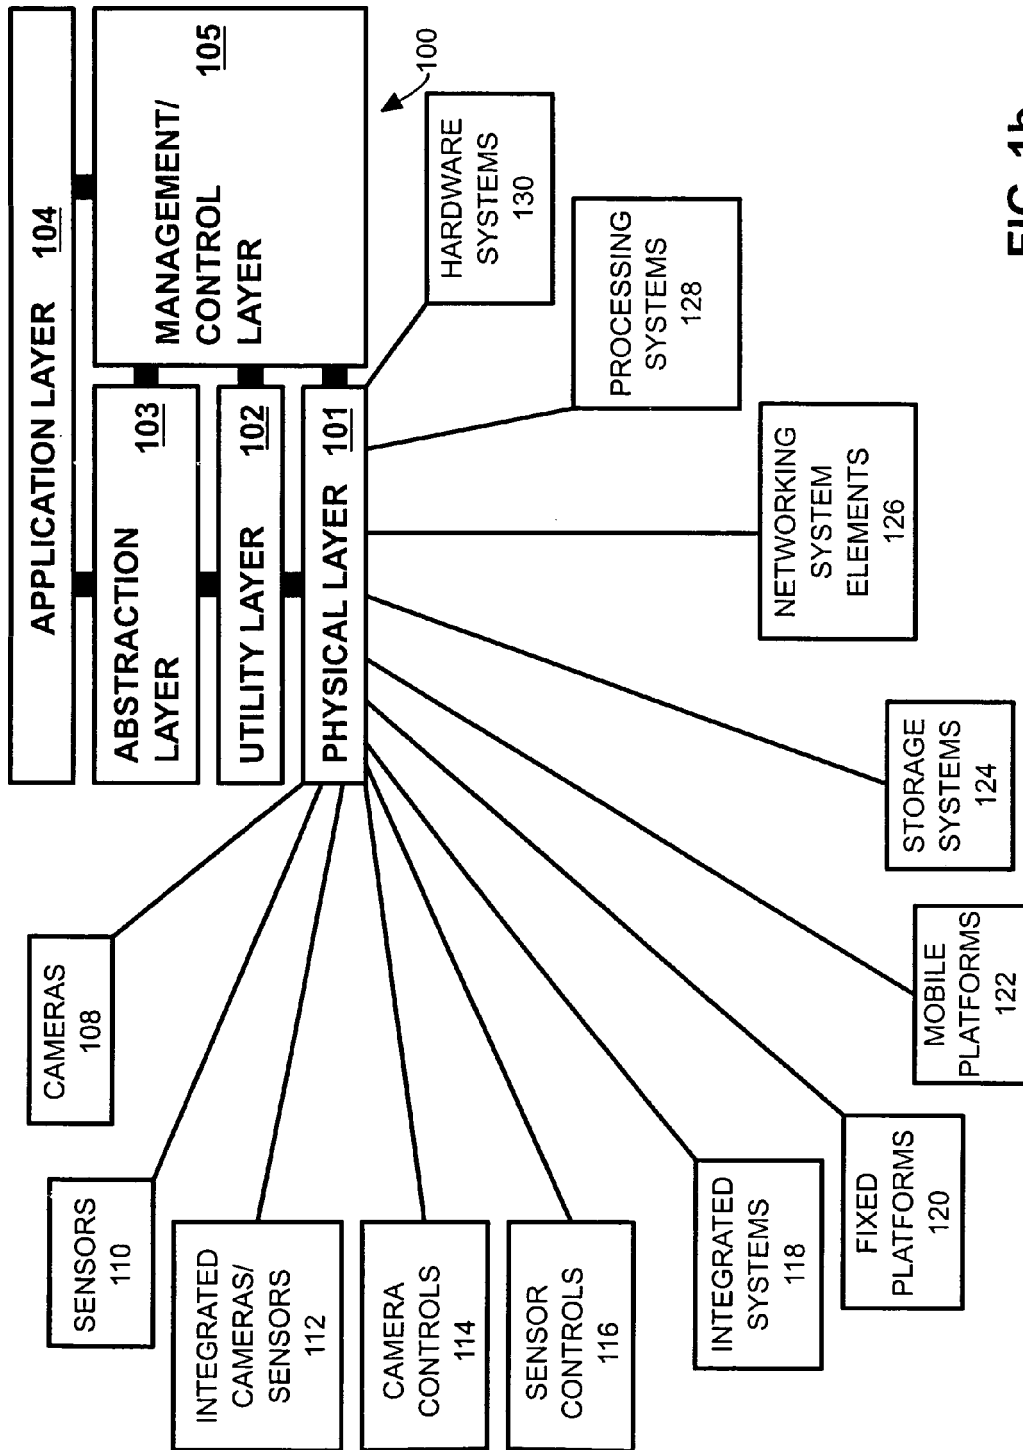 APPLICATION LAYER 104
ABSTRACTION
LAYER 103
UTILITY LAYER 102
PHYSICAL LAYER 101
MANAGEMENT/
CONTROL
LAYER 105
100
CAMERAS
108
SENSORS
110
INTEGRATED
CAMERAS/
SENSORS
112
CAMERA
CONTROLS
114
SENSOR
CONTROLS
116
INTEGRATED
SYSTEMS
118
FIXED
PLATFORMS
120
MOBILE
PLATFORMS
122
STORAGE
SYSTEMS
124
NETWORKING
SYSTEM
ELEMENTS
126
PROCESSING
SYSTEMS
128
HARDWARE
SYSTEMS
130
FIG. 1b